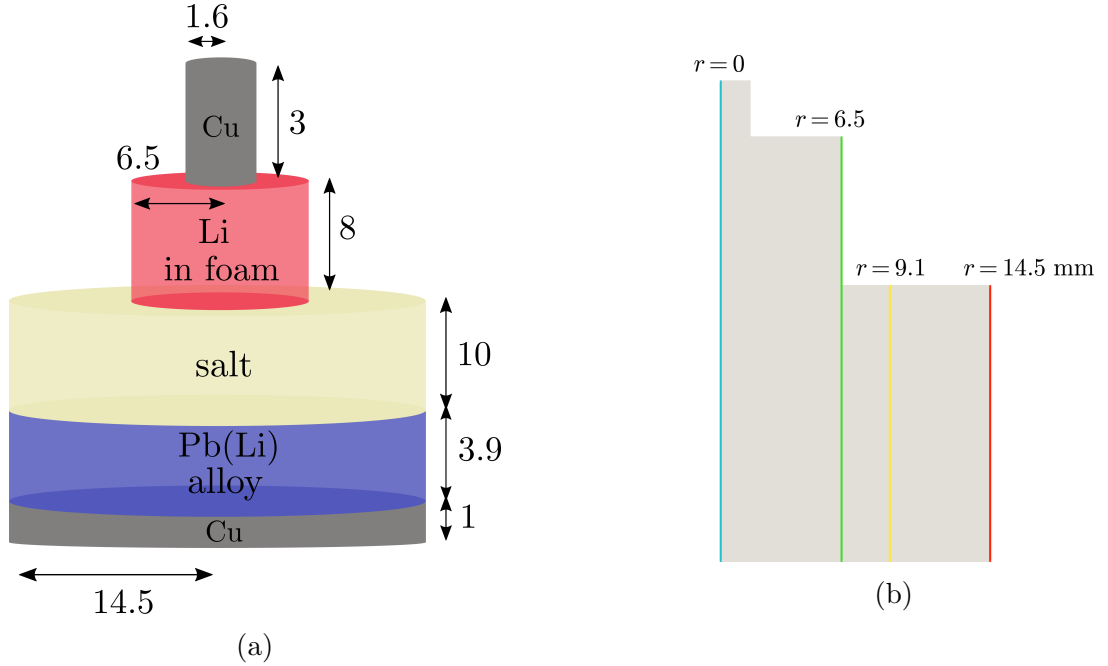 1.6
Cu
3
6.5
Li
in foam
8
salt
10
Pb(Li)
alloy
3.9
Cu
1
14.5
(a)
r = 0
r = 6.5
r = 9.1
r = 14.5 mm
(b)